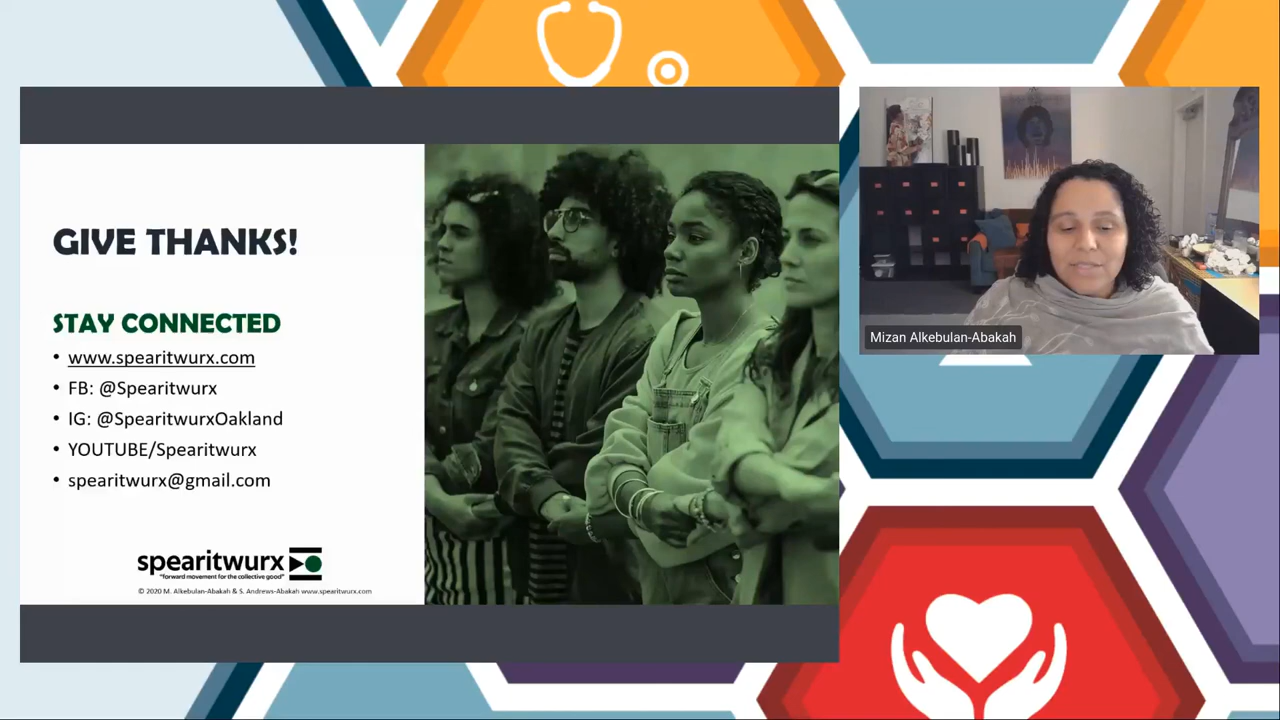 GIVE THANKS!
STAY CONNECTED
• www.spearitwurx.com
• FB: @Spearitwurx
• IG: @SpearitwurxOakland
• YOUTUBE/Spearitwurx
• spearitwurx@gmail.com
spearitwurx
"forward movement for the collective good"
© 2020 M. Alkebulan-Abakah & S. Andrews-Abakah www.spearitwurx.com
Mizan Alkebulan-Abakah